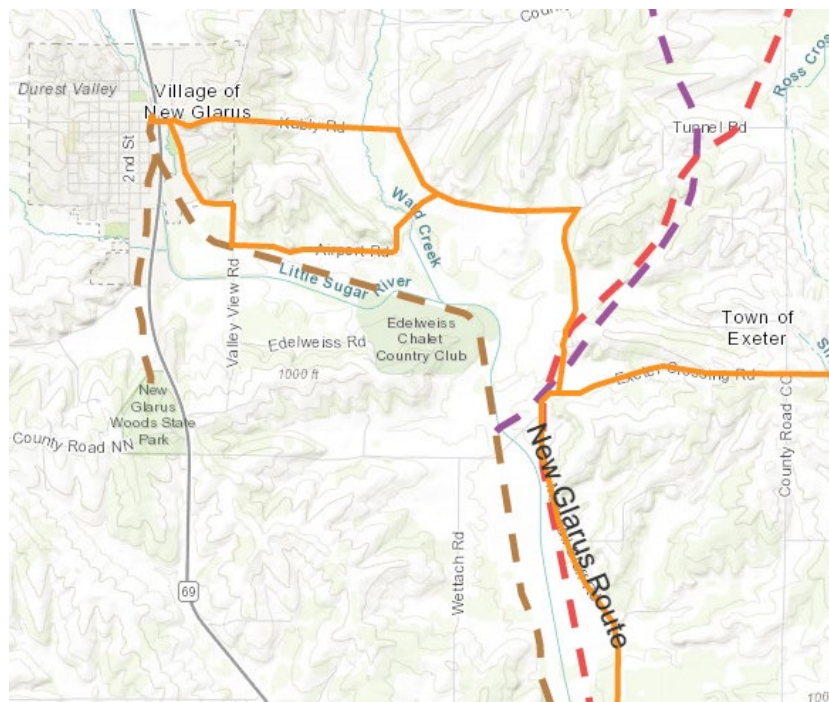 County
Ross Cros
Durest Valley
Village of
New Glarus
Kubly Rd
Tunnel Rd
2nd St
Ward Creek
Airport Rd
Valley View Rd
Little Sugar River
Town of
Exeter
Edelweiss
Chalet
Country Club
Edelweiss Rd
1000 ft
Exeter Crossing Rd
New
Glarus
Woods State
Park
County Road NN
County Road CC
New Glarus Route
Wettach Rd
69